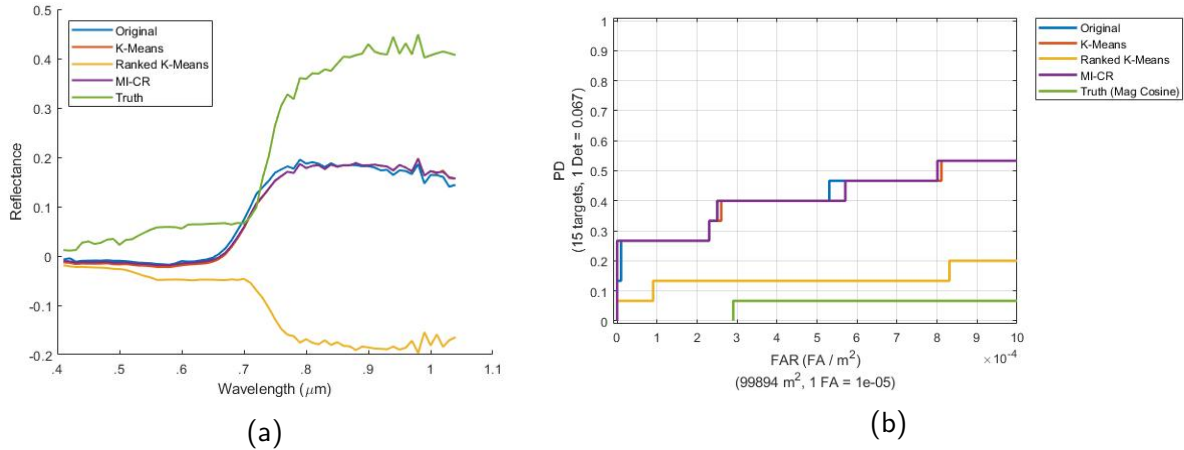 Original
K-Means
Ranked K-Means
MI-CR
Truth
0.5
0.4
0.3
0.2
0.1
0
-0.1
-0.2
.4 .5 .6 .7 .8 .9 1 1.1
Reflectance
Wavelength (μm)
(a)
Original
K-Means
Ranked K-Means
MI-CR
Truth (Mag Cosine)
1
0.9
0.8
0.7
0.6
0.5
0.4
0.3
0.2
0.1
0
0 1 2 3 4 5 6 7 8 9 10
×10⁻⁴
PD
(15 targets, 1 Det = 0.067)
FAR (FA / m²)
(99894 m², 1 FA = 1e-05)
(b)